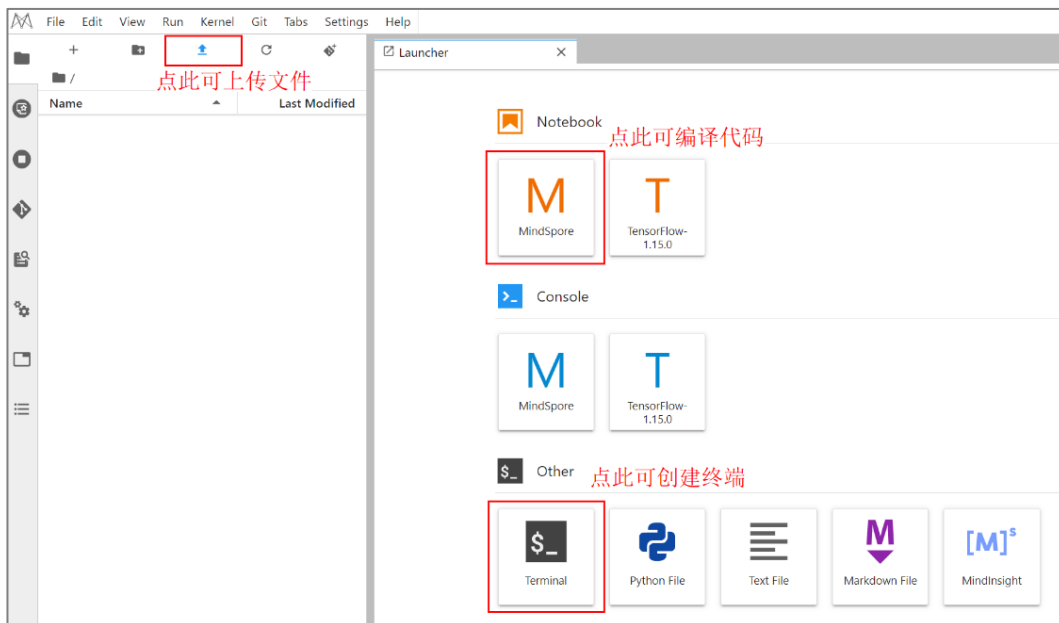 File Edit View Run Kernel Git Tabs Settings Help
Launcher
点此可上传文件
/
Name Last Modified
Notebook
点此可编译代码
M T
MindSpore TensorFlow-
1.15.0
>_ Console
M T
MindSpore TensorFlow-
1.15.0
$_ Other
点此可创建终端
$_ M [M]s
Terminal Python File Text File Markdown File MindInsight